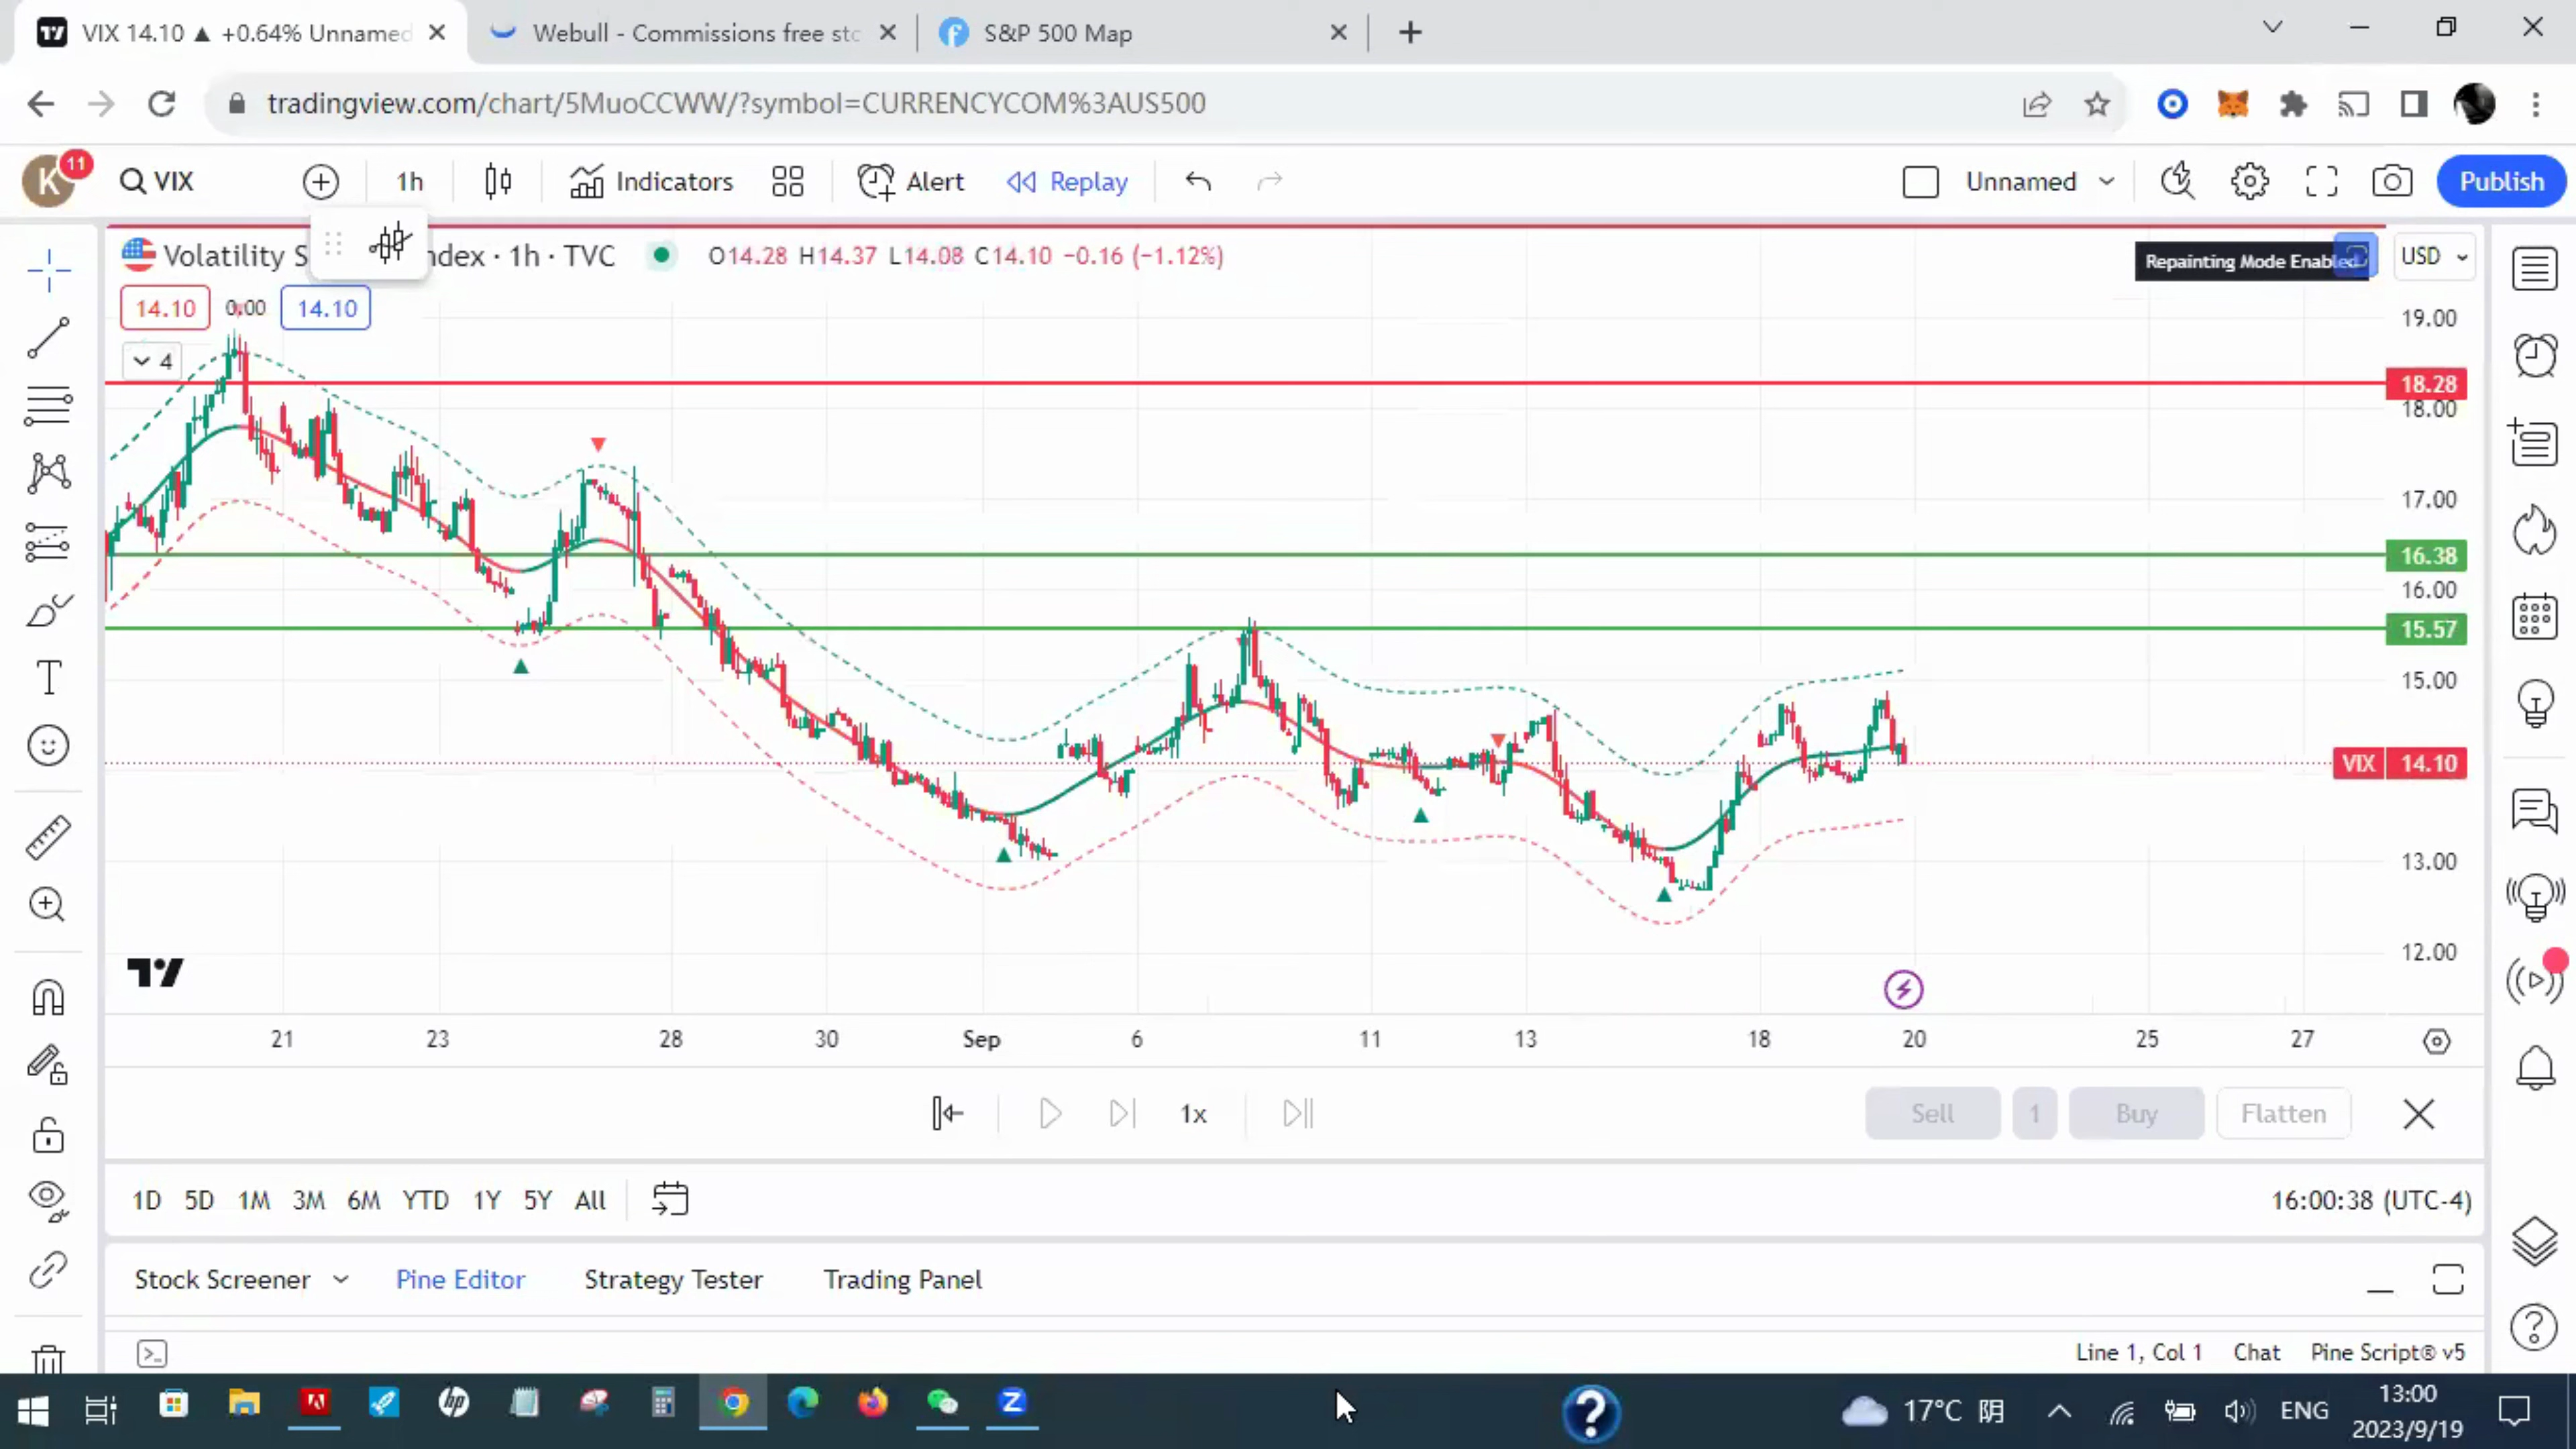 VIX 14.10 ▲ +0.64% Unnamed
Webull - Commissions free sto
S&P 500 Map
tradingview.com/chart/5MuoCCWW/?symbol=CURRENCYCOM%3AUS500
K
11
VIX
1h
Indicators
Alert
Replay
Unnamed
Publish
Volatility S ndex · 1h · TVC
O14.28 H14.37 L14.08 C14.10 −0.16 (−1.12%)
Repainting Mode Enabled
USD
14.10
0.00
14.10
4
19.00
18.28
18.00
17.00
16.38
16.00
15.57
15.00
VIX 14.10
13.00
12.00
21 23 28 30 Sep 6 11 13 18 20 25 27
1x
Sell
1
Buy
Flatten
1D 5D 1M 3M 6M YTD 1Y 5Y All
16:00:38 (UTC-4)
Stock Screener
Pine Editor
Strategy Tester
Trading Panel
Line 1, Col 1
Chat
Pine Script® v5
17°C 阴
ENG
13:00
2023/9/19